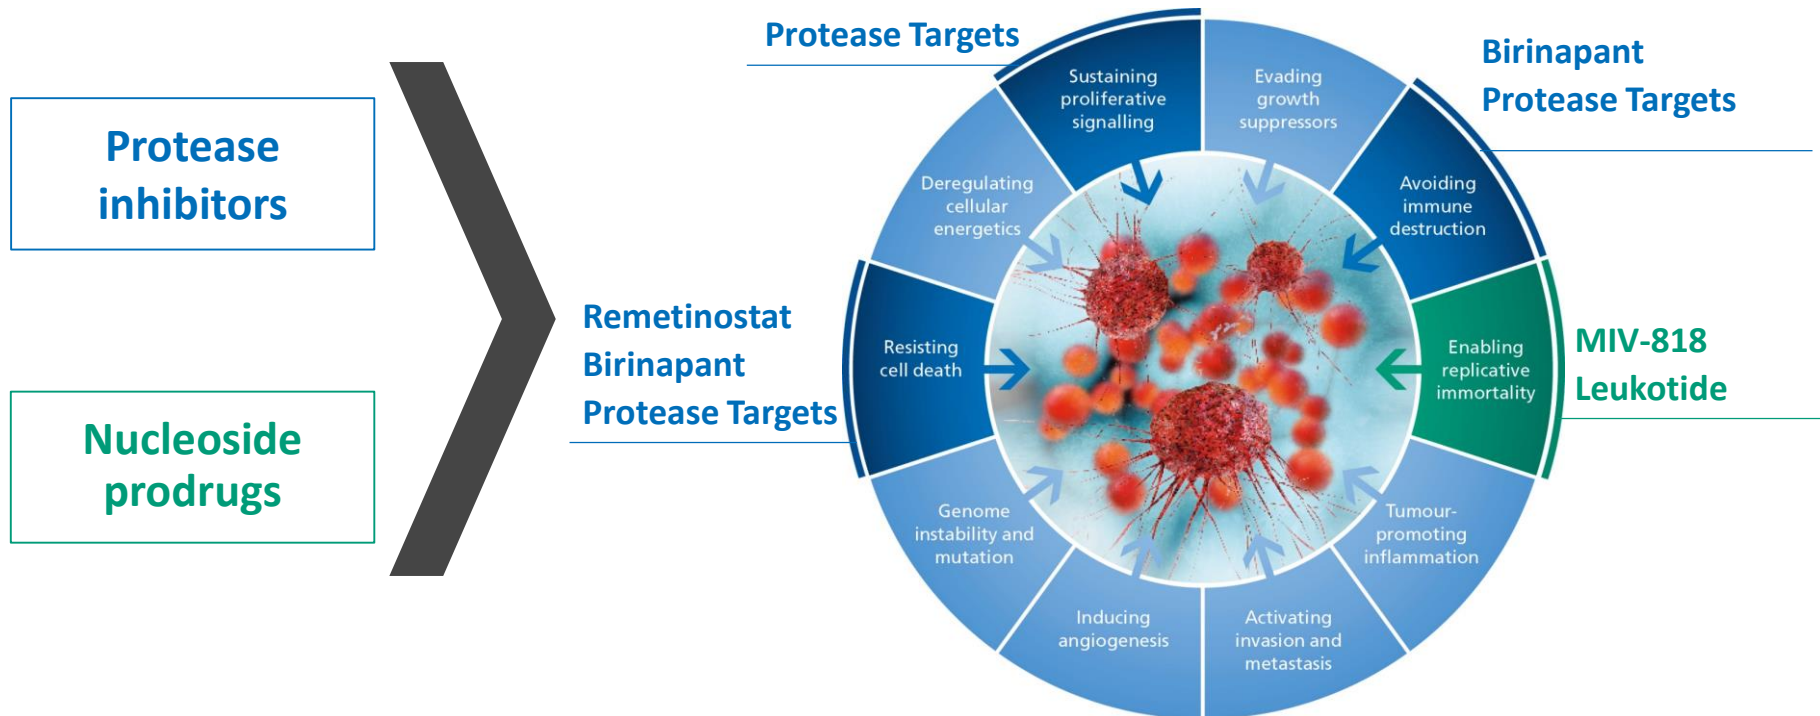 Protease
inhibitors
Nucleoside
prodrugs
Protease Targets
Birinapant
Protease Targets
Remetinostat
Birinapant
Protease Targets
MIV-818
Leukotide
Sustaining
proliferative
signalling
Evading
growth
suppressors
Avoiding
immune
destruction
Enabling
replicative
immortality
Tumour-
promoting
inflammation
Activating
invasion and
metastasis
Inducing
angiogenesis
Genome
instability and
mutation
Resisting
cell death
Deregulating
cellular
energetics